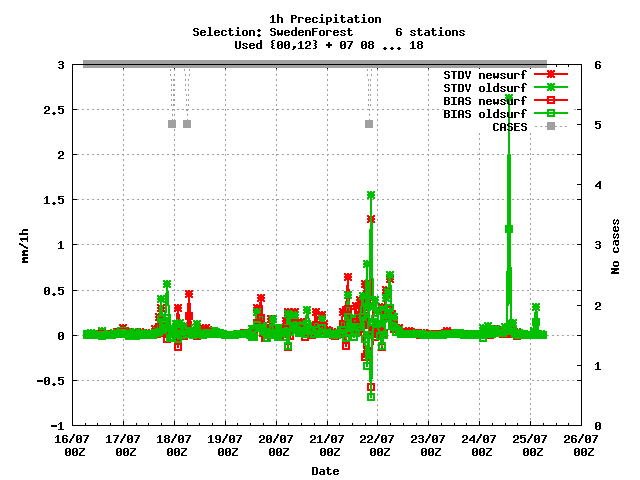 1h Precipitation
Selection: SwedenForest 6 stations
Used {00,12} + 07 08 ... 18
STDV newsurf
STDV oldsurf
BIAS newsurf
BIAS oldsurf
CASES
mm/1h
3
2.5
2
1.5
1
0.5
0
-0.5
-1
No cases
6
5
4
3
2
1
0
16/07 17/07 18/07 19/07 20/07 21/07 22/07 23/07 24/07 25/07 26/07
00Z 00Z 00Z 00Z 00Z 00Z 00Z 00Z 00Z 00Z 00Z
Date